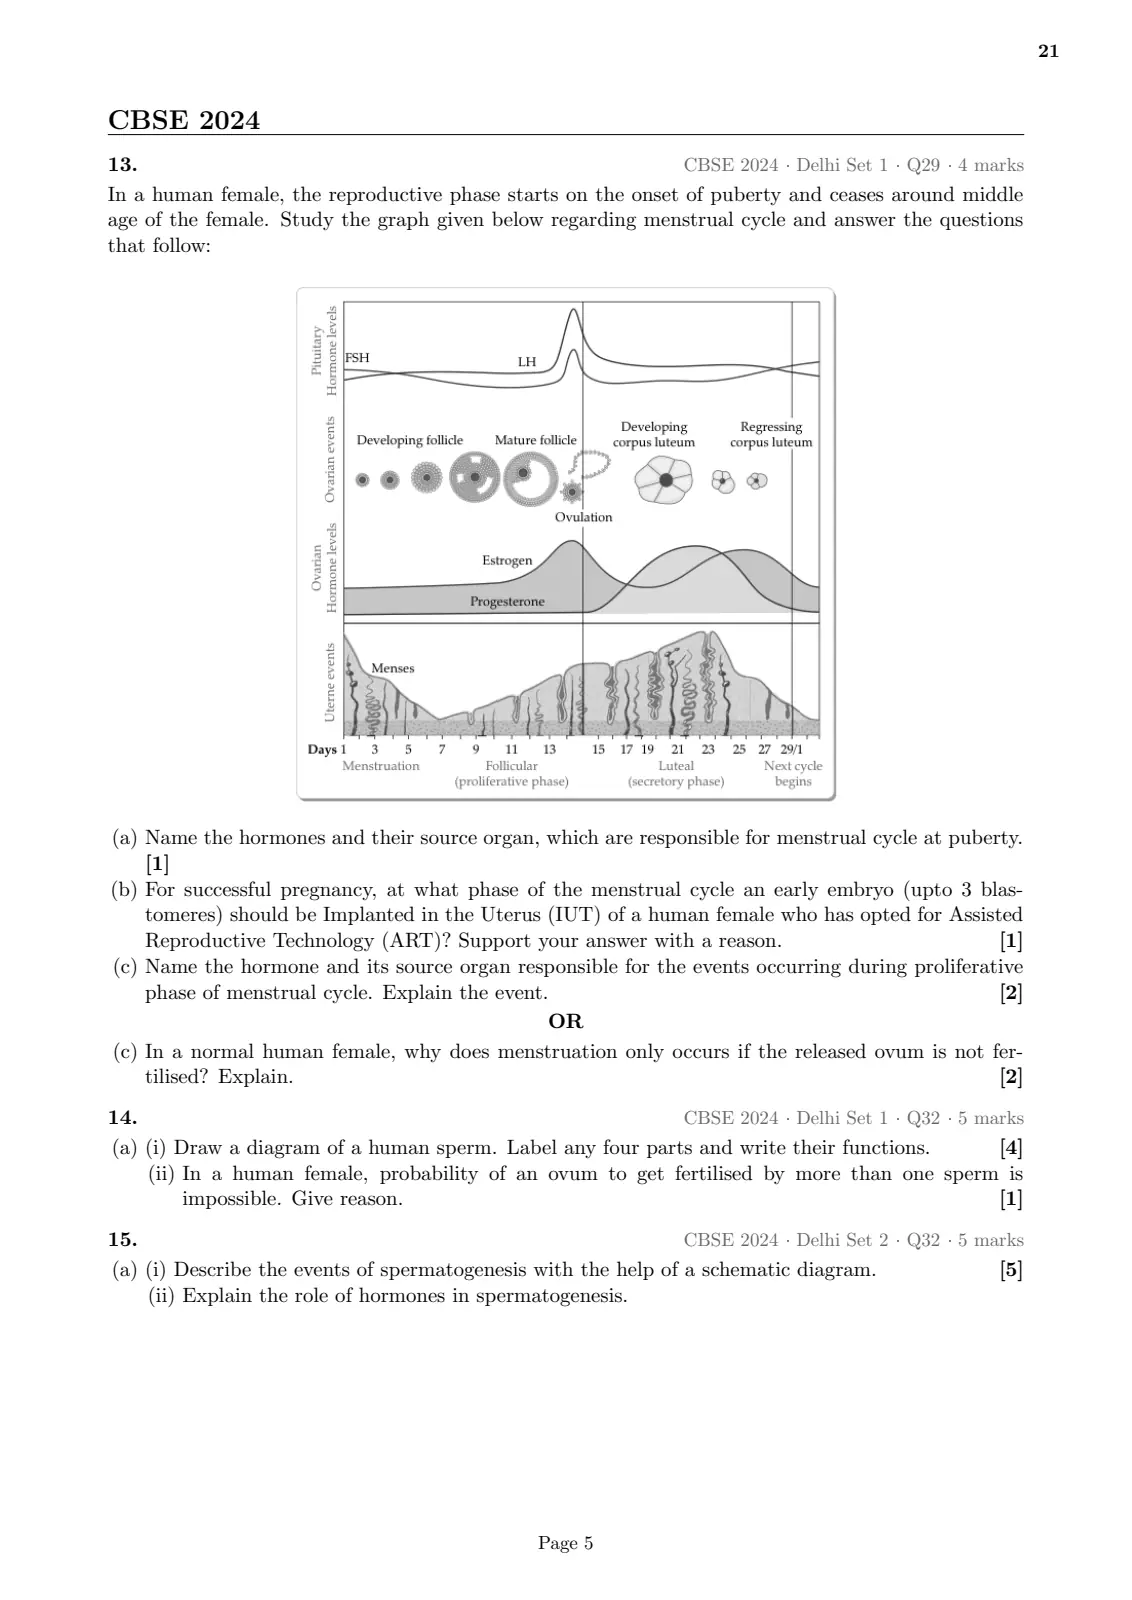 21
CBSE 2024
13. CBSE 2024 · Delhi Set 1 · Q29 · 4 marks
In a human female, the reproductive phase starts on the onset of puberty and ceases around middle
age of the female. Study the graph given below regarding menstrual cycle and answer the questions
that follow:
Pituitary
Hormone levels
FSH
LH
Ovarian events
Developing follicle
Mature follicle
Developing
corpus luteum
Regressing
corpus luteum
Ovulation
Ovarian
Hormone levels
Estrogen
Progesterone
Uterne events
Menses
Days 1 3 5 7 9 11 13 15 17 19 21 23 25 27 29/1
Menstruation
Follicular
(proliferative phase)
Luteal
(secretory phase)
Next cycle
begins
(a) Name the hormones and their source organ, which are responsible for menstrual cycle at puberty.
[1]
(b) For successful pregnancy, at what phase of the menstrual cycle an early embryo (upto 3 blas-
tomeres) should be Implanted in the Uterus (IUT) of a human female who has opted for Assisted
Reproductive Technology (ART)? Support your answer with a reason. [1]
(c) Name the hormone and its source organ responsible for the events occurring during proliferative
phase of menstrual cycle. Explain the event. [2]
OR
(c) In a normal human female, why does menstruation only occurs if the released ovum is not fer-
tilised? Explain. [2]
14. CBSE 2024 · Delhi Set 1 · Q32 · 5 marks
(a) (i) Draw a diagram of a human sperm. Label any four parts and write their functions. [4]
(ii) In a human female, probability of an ovum to get fertilised by more than one sperm is
impossible. Give reason. [1]
15. CBSE 2024 · Delhi Set 2 · Q32 · 5 marks
(a) (i) Describe the events of spermatogenesis with the help of a schematic diagram. [5]
(ii) Explain the role of hormones in spermatogenesis.
Page 5